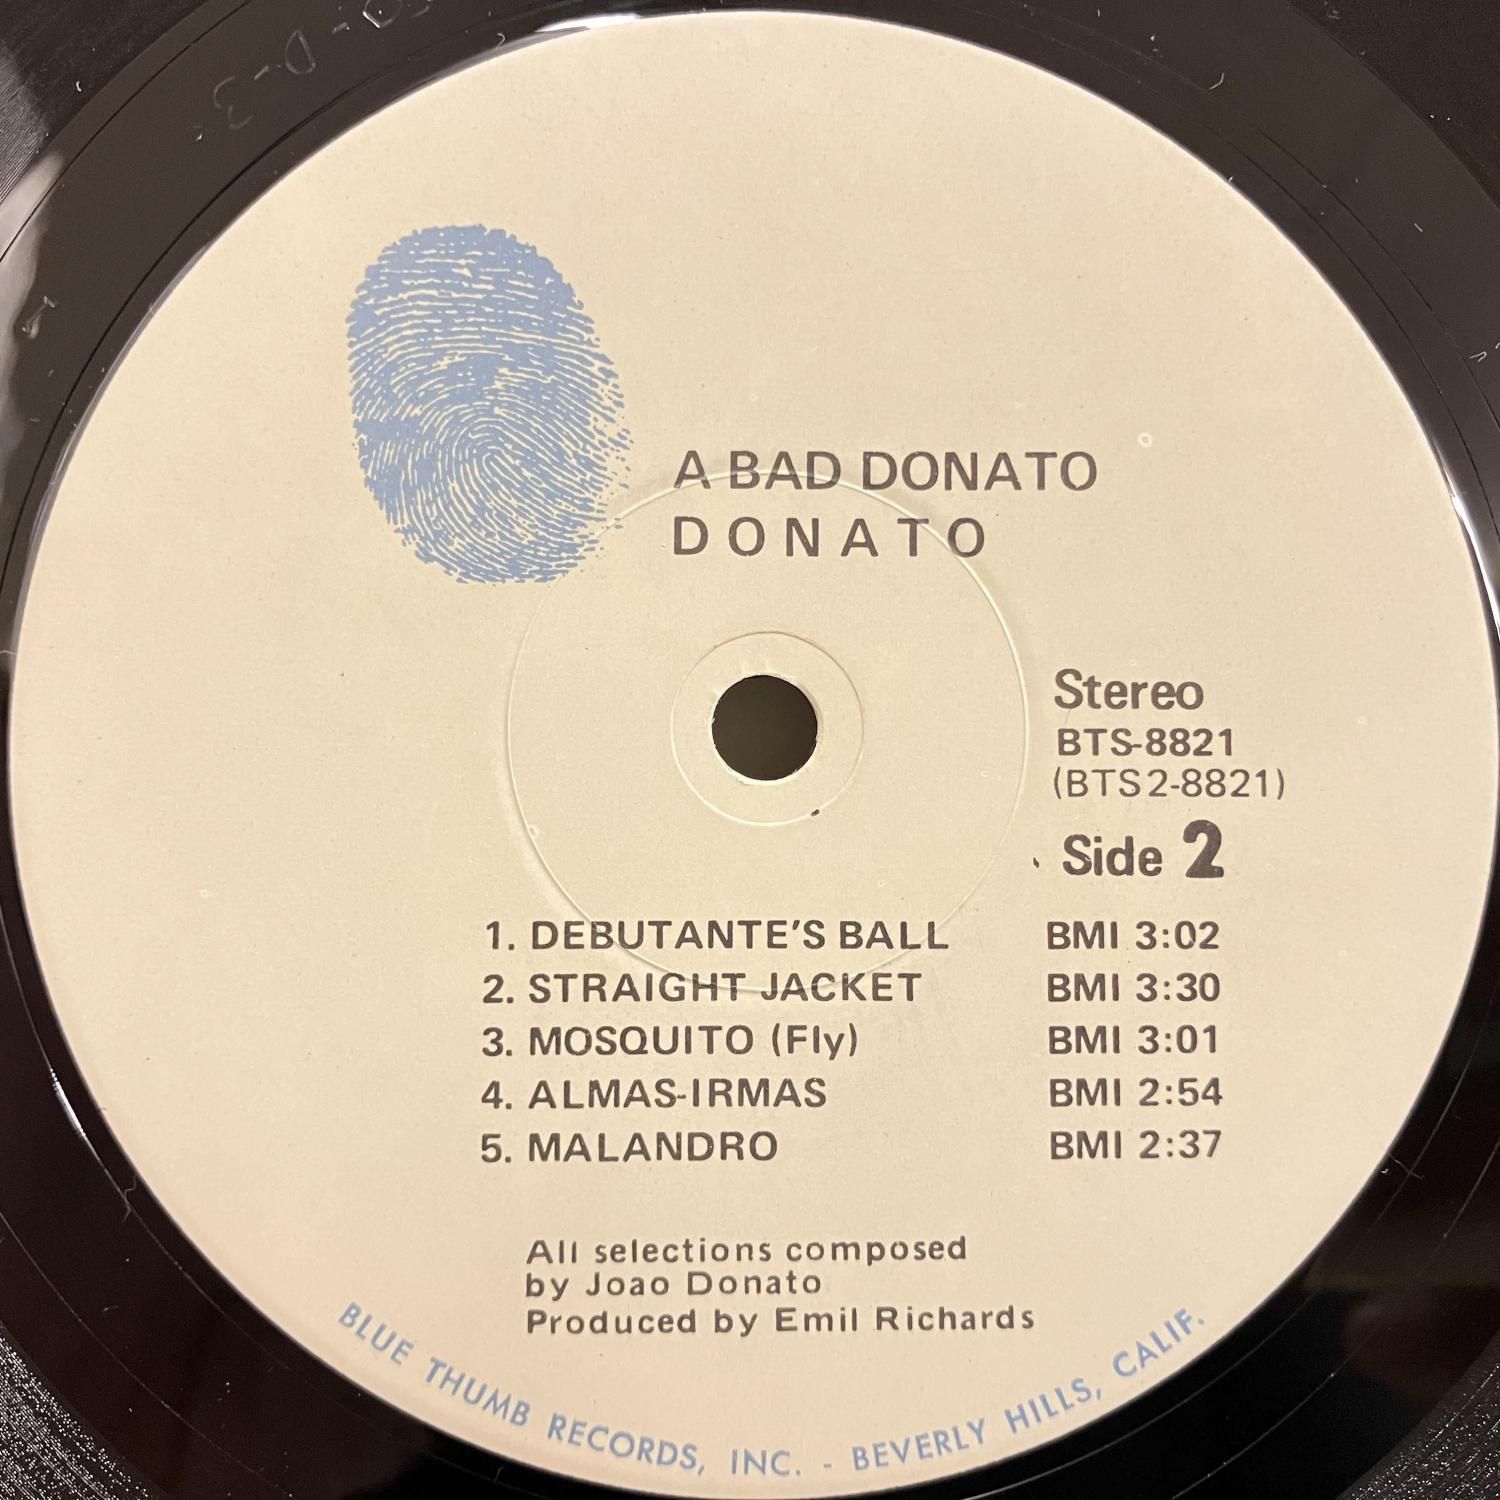 A BAD DONATO
DONATO
Stereo
BTS-8821
(BTS2-8821)
Side 2
1. DEBUTANTE'S BALL BMI 3:02
2. STRAIGHT JACKET BMI 3:30
3. MOSQUITO (Fly) BMI 3:01
4. ALMAS-IRMAS BMI 2:54
5. MALANDRO BMI 2:37
All selections composed
by Joao Donato
Produced by Emil Richards
BLUE THUMB RECORDS, INC. - BEVERLY HILLS, CALIF.